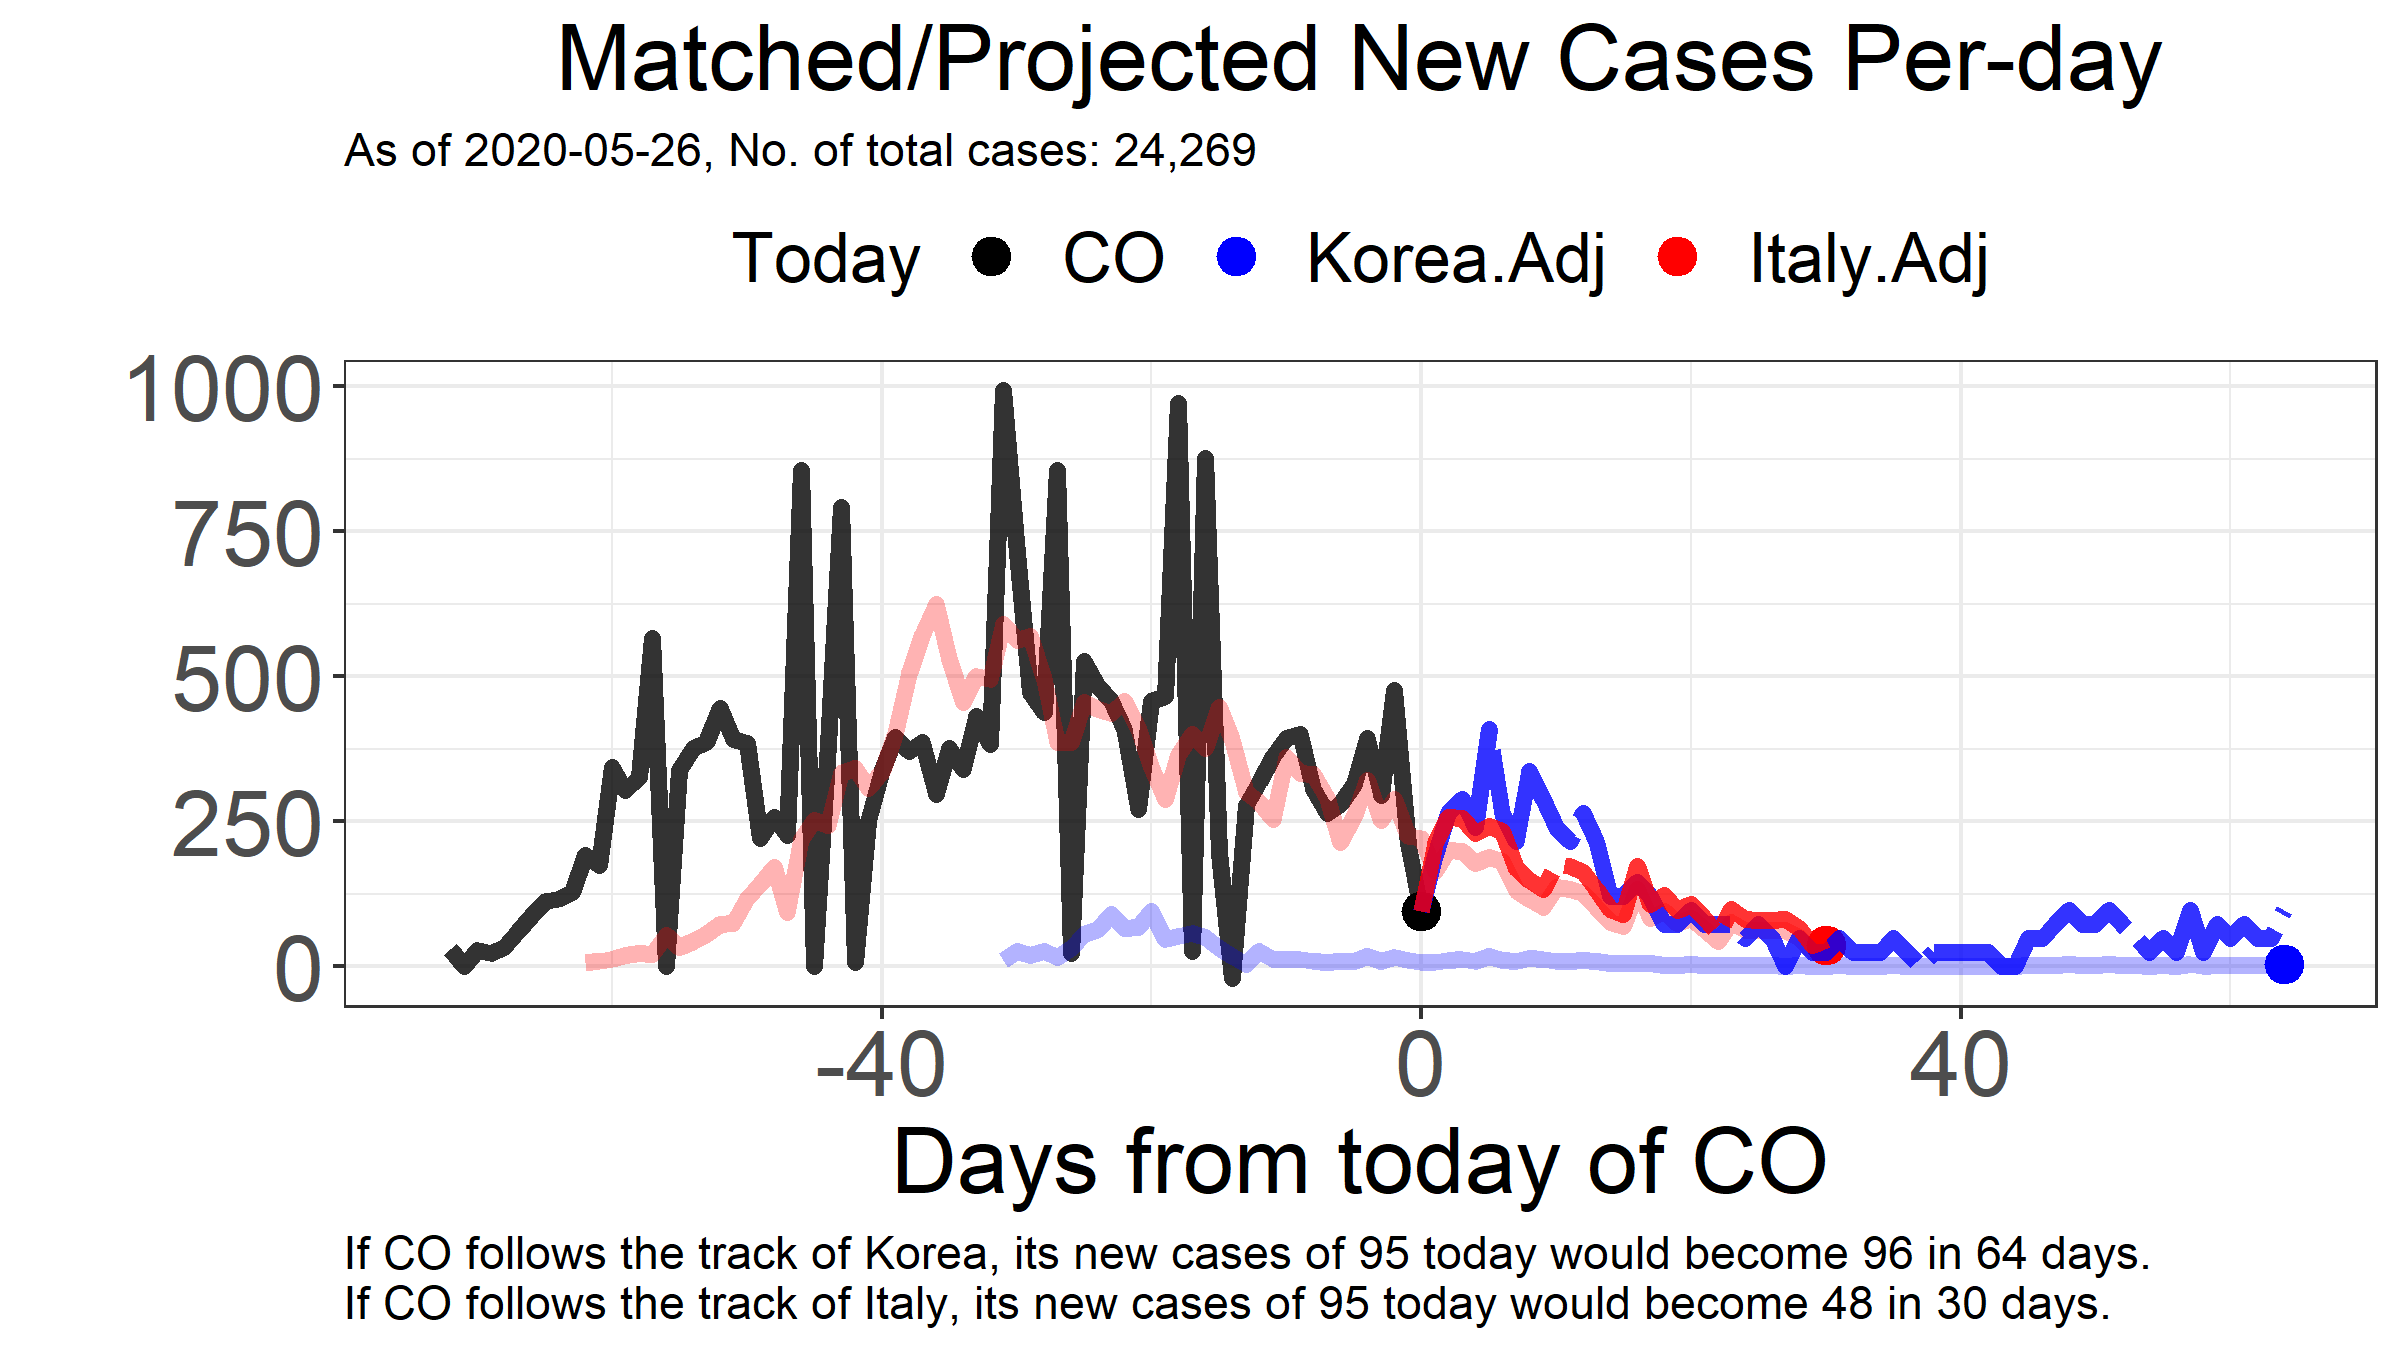 Matched/Projected New Cases Per-day
As of 2020-05-26, No. of total cases: 24,269
Today CO Korea.Adj Italy.Adj
1000
750
500
250
0
-40 0 40
Days from today of CO
If CO follows the track of Korea, its new cases of 95 today would become 96 in 64 days.
If CO follows the track of Italy, its new cases of 95 today would become 48 in 30 days.